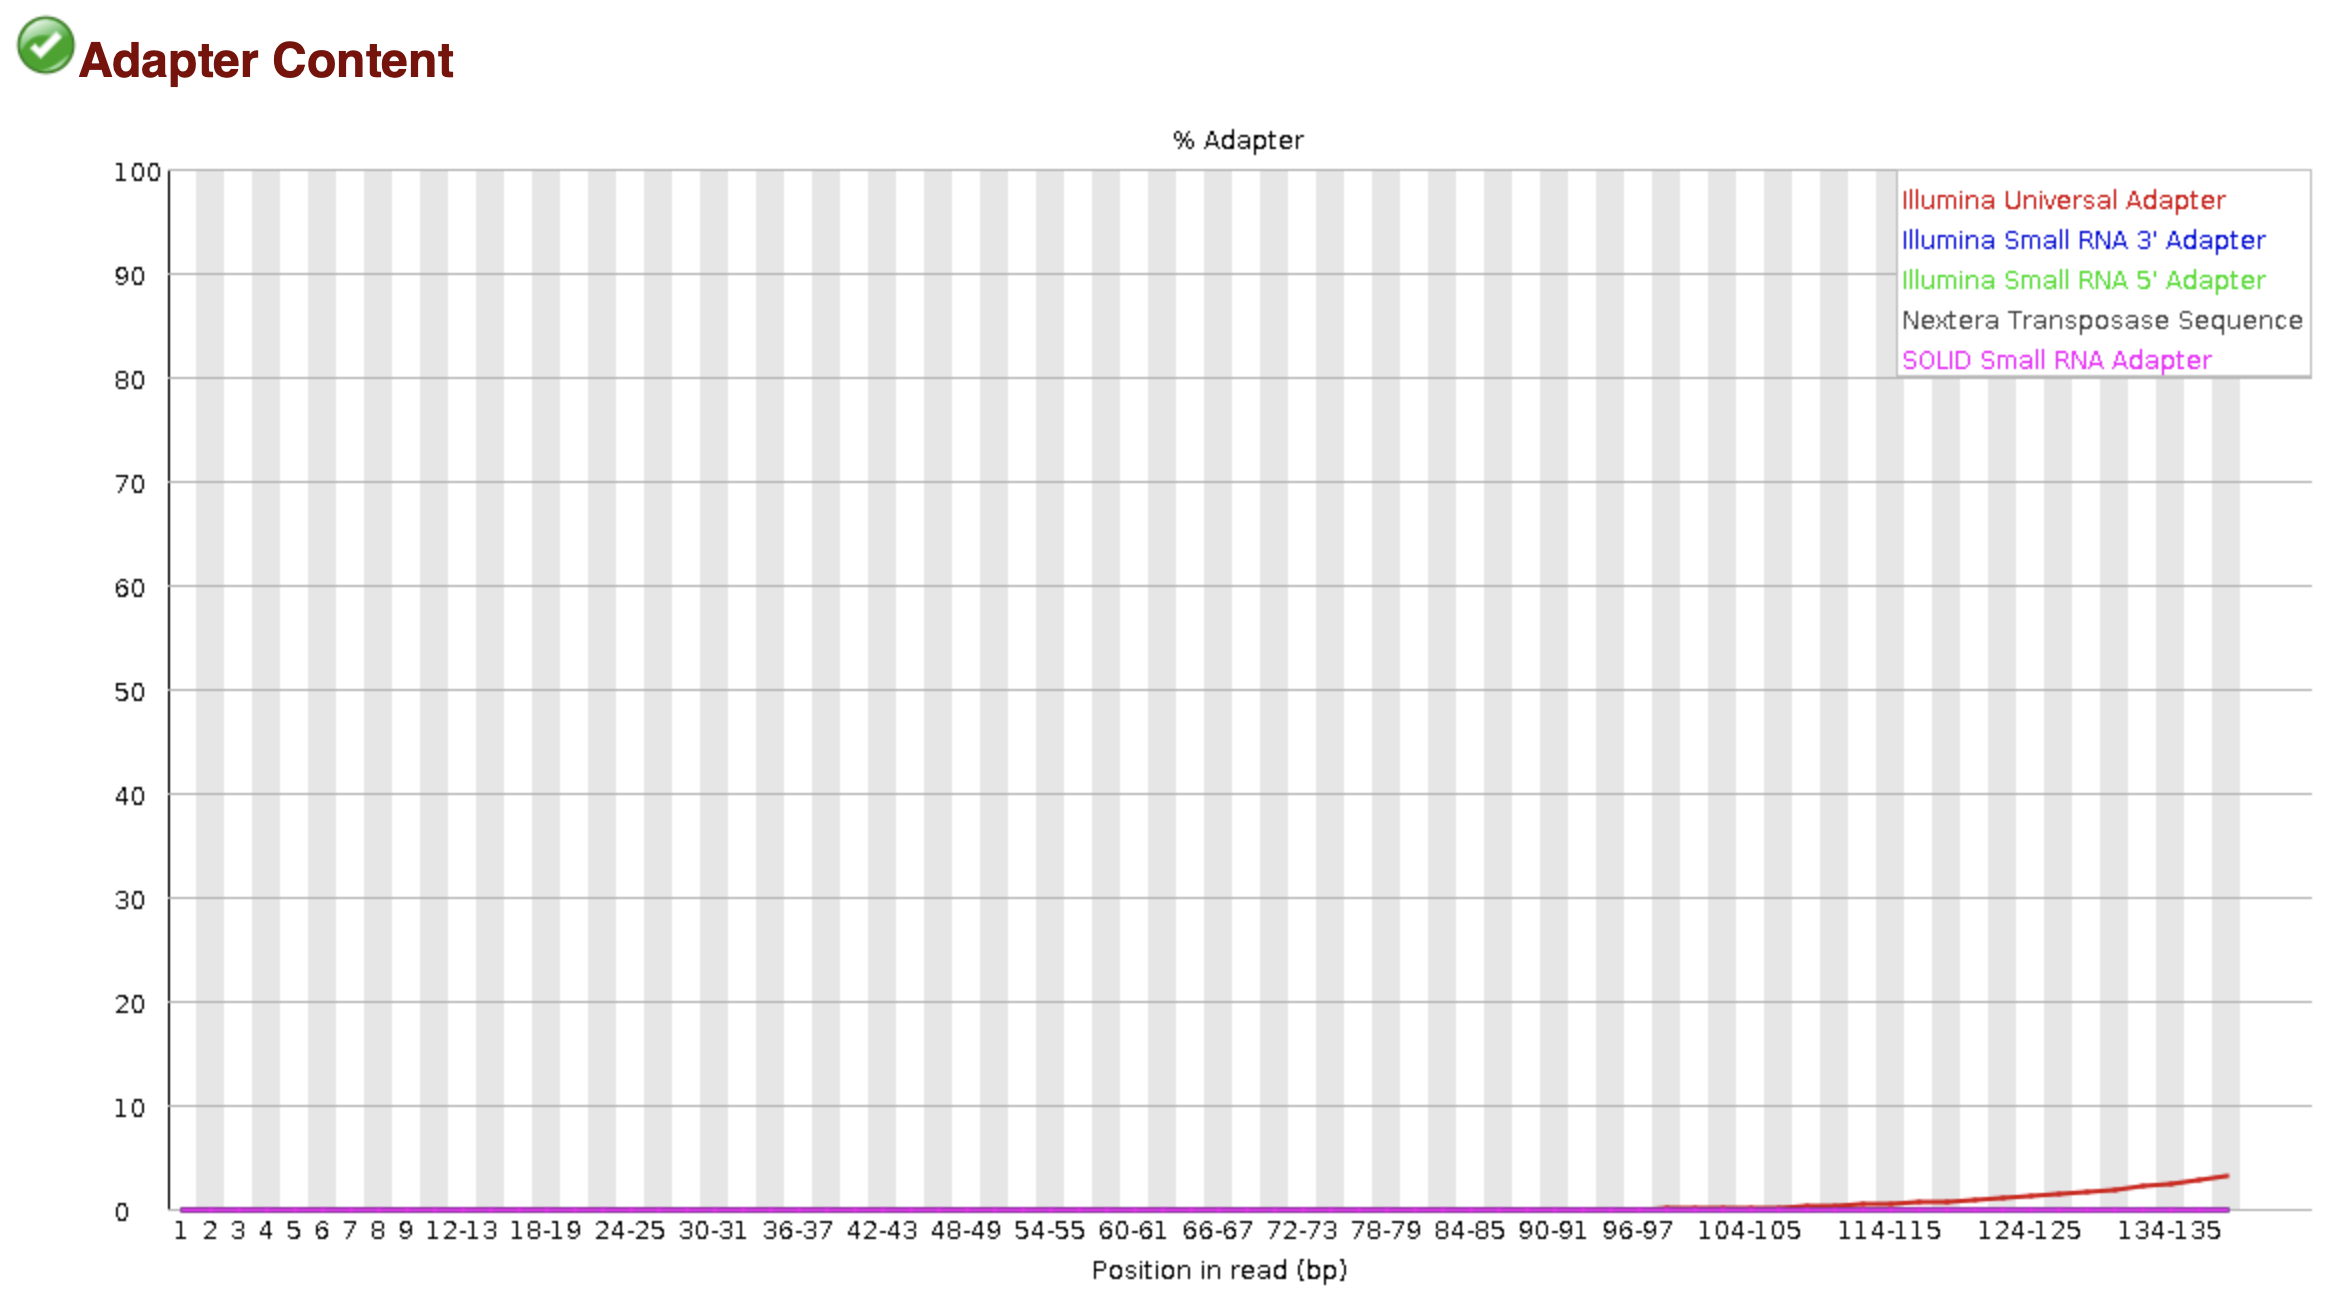 Adapter Content
% Adapter
100
90
80
70
60
50
40
30
20
10
0
Illumina Universal Adapter
Illumina Small RNA 3' Adapter
Illumina Small RNA 5' Adapter
Nextera Transposase Sequence
SOLID Small RNA Adapter
1 2 3 4 5 6 7 8 9 12-13 18-19 24-25 30-31 36-37 42-43 48-49 54-55 60-61 66-67 72-73 78-79 84-85 90-91 96-97 104-105 114-115 124-125 134-135
Position in read (bp)